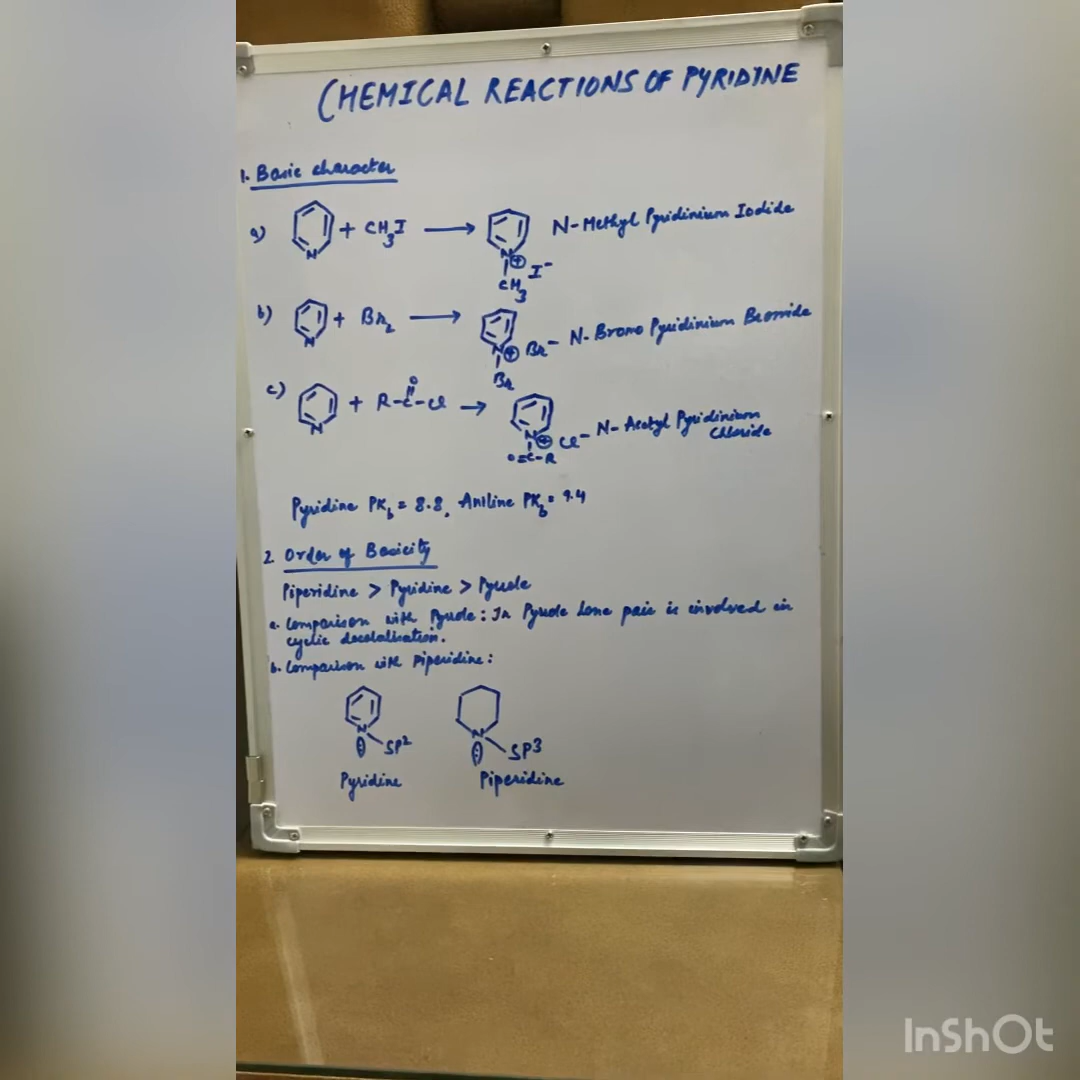 CHEMICAL REACTIONS OF PYRIDINE
1. Basic character
a) N + CH3I → N ⊕ I- N-Methyl Pyridinium Iodide
CH3
b) N + Br2 → N ⊕ Br- N-Bromo Pyridinium Bromide
Br
c) N + R-C-Cl → N ⊕ Cl- N-Acetyl Pyridinium
O
Chloride
O=C-R
Pyridine PKb = 8.8, Aniline PKb = 9.4
2. Order of Basicity
Piperidine > Pyridine > Pyrrole
a. Comparison with Pyrrole: In Pyrrole lone pair is involved in
cyclic
b. Comparison with Piperidine:
N SP2
N SP3
Pyridine
Piperidine
InShOt